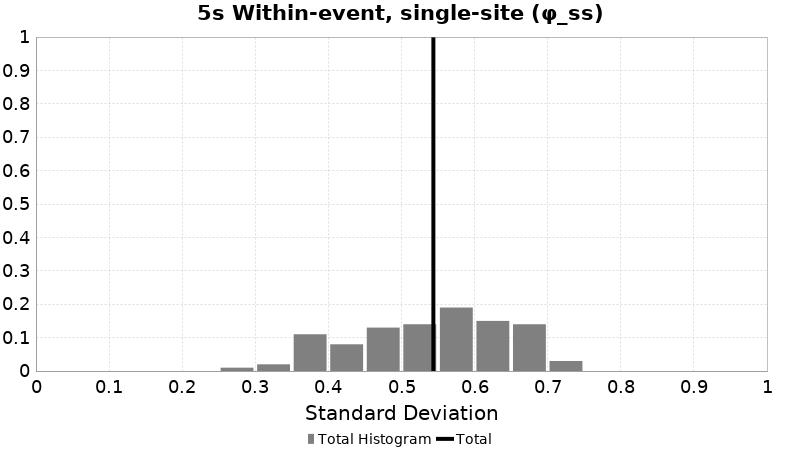 5s Within-event, single-site (φ_ss)
1
0.9
0.8
0.7
0.6
0.5
0.4
0.3
0.2
0.1
0
0 0.1 0.2 0.3 0.4 0.5 0.6 0.7 0.8 0.9 1
Standard Deviation
Total Histogram Total